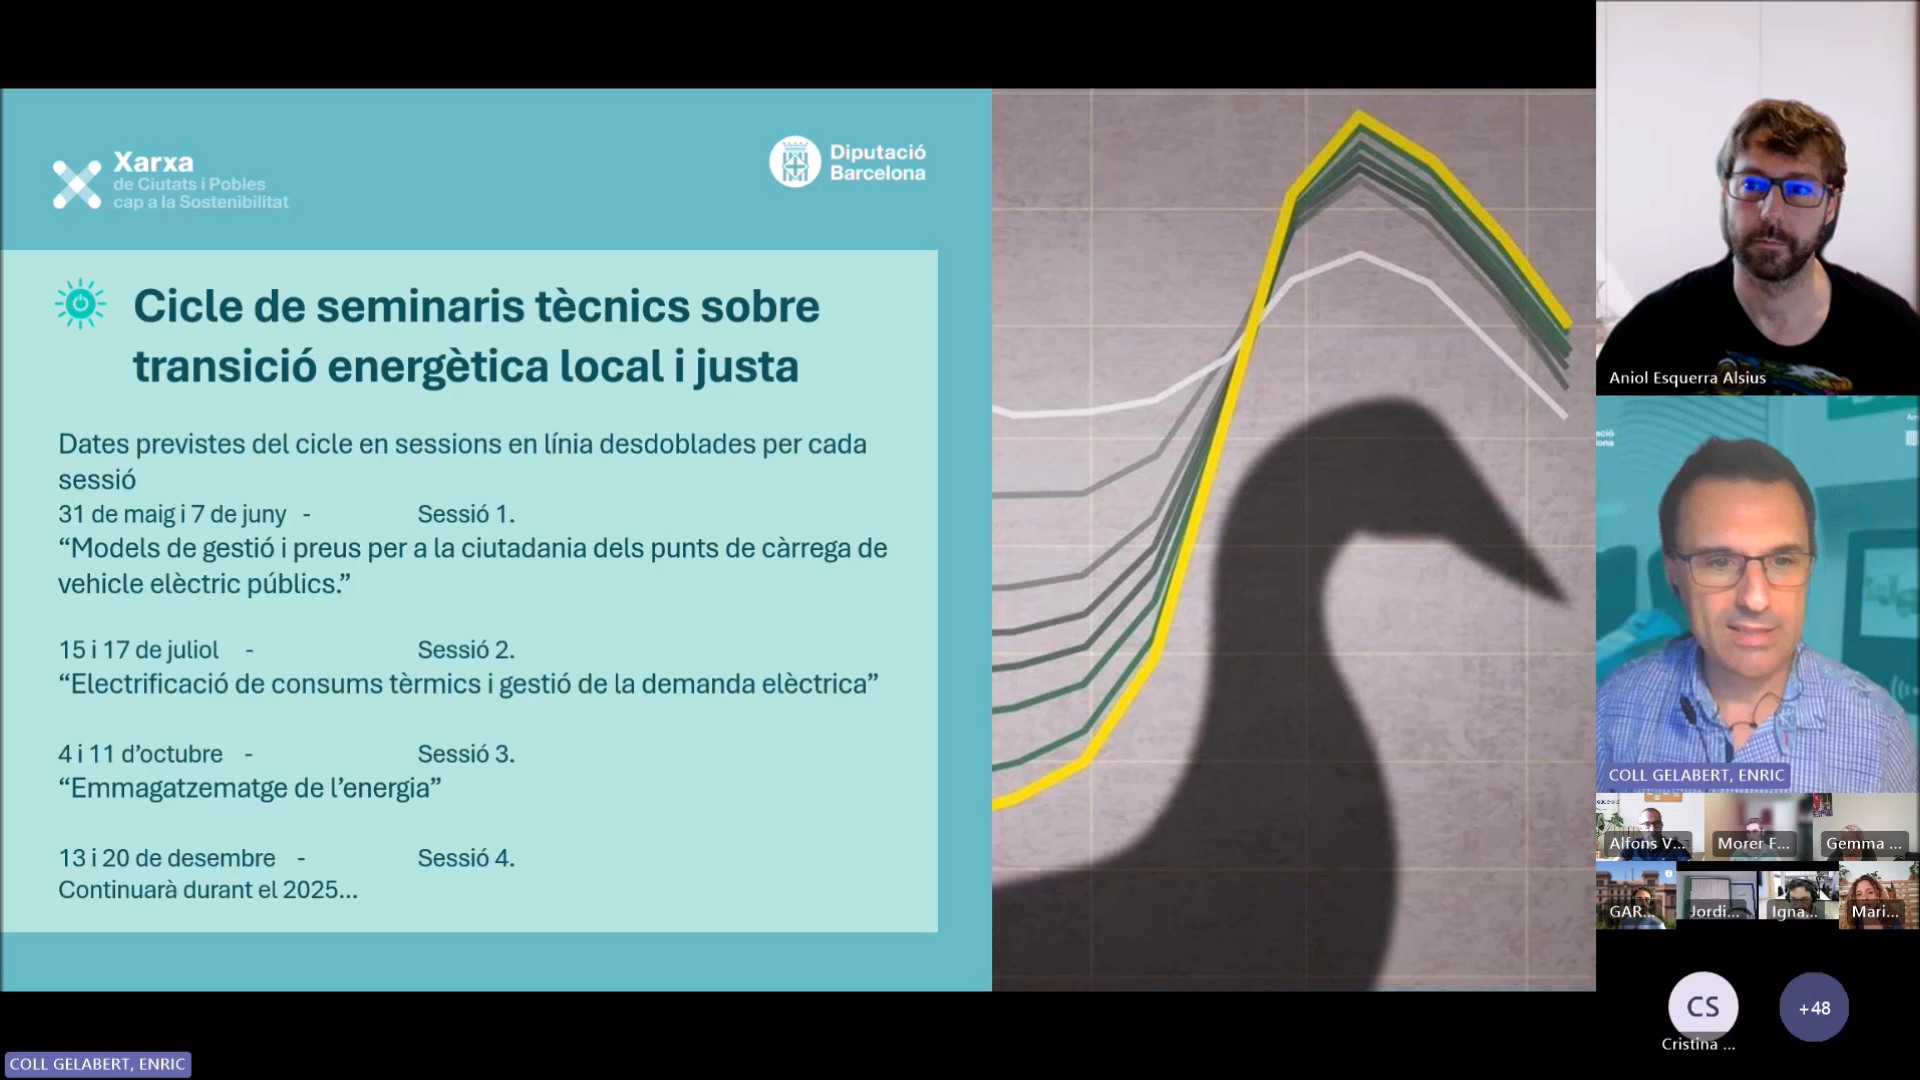 Xarxa
de Ciutats i Pobles
cap a la Sostenibilitat
Diputació
Barcelona
Cicle de seminaris tècnics sobre
transició energètica local i justa
Dates previstes del cicle en sessions en línia desdoblades per cada
sessió
31 de maig i 7 de juny - Sessió 1.
“Models de gestió i preus per a la ciutadania dels punts de càrrega de
vehicle elèctric públics.”
15 i 17 de juliol - Sessió 2.
“Electrificació de consums tèrmics i gestió de la demanda elèctrica”
4 i 11 d’octubre - Sessió 3.
“Emmagatzematge de l’energia”
13 i 20 de desembre - Sessió 4.
Continuarà durant el 2025...
Aniol Esquerra Alsius
COLL GELABERT, ENRIC
Alfons V...
Morer F...
Gemma ...
GAR...
Jordi...
Igna...
Mari...
CS
+48
Cristina ...
COLL GELABERT, ENRIC